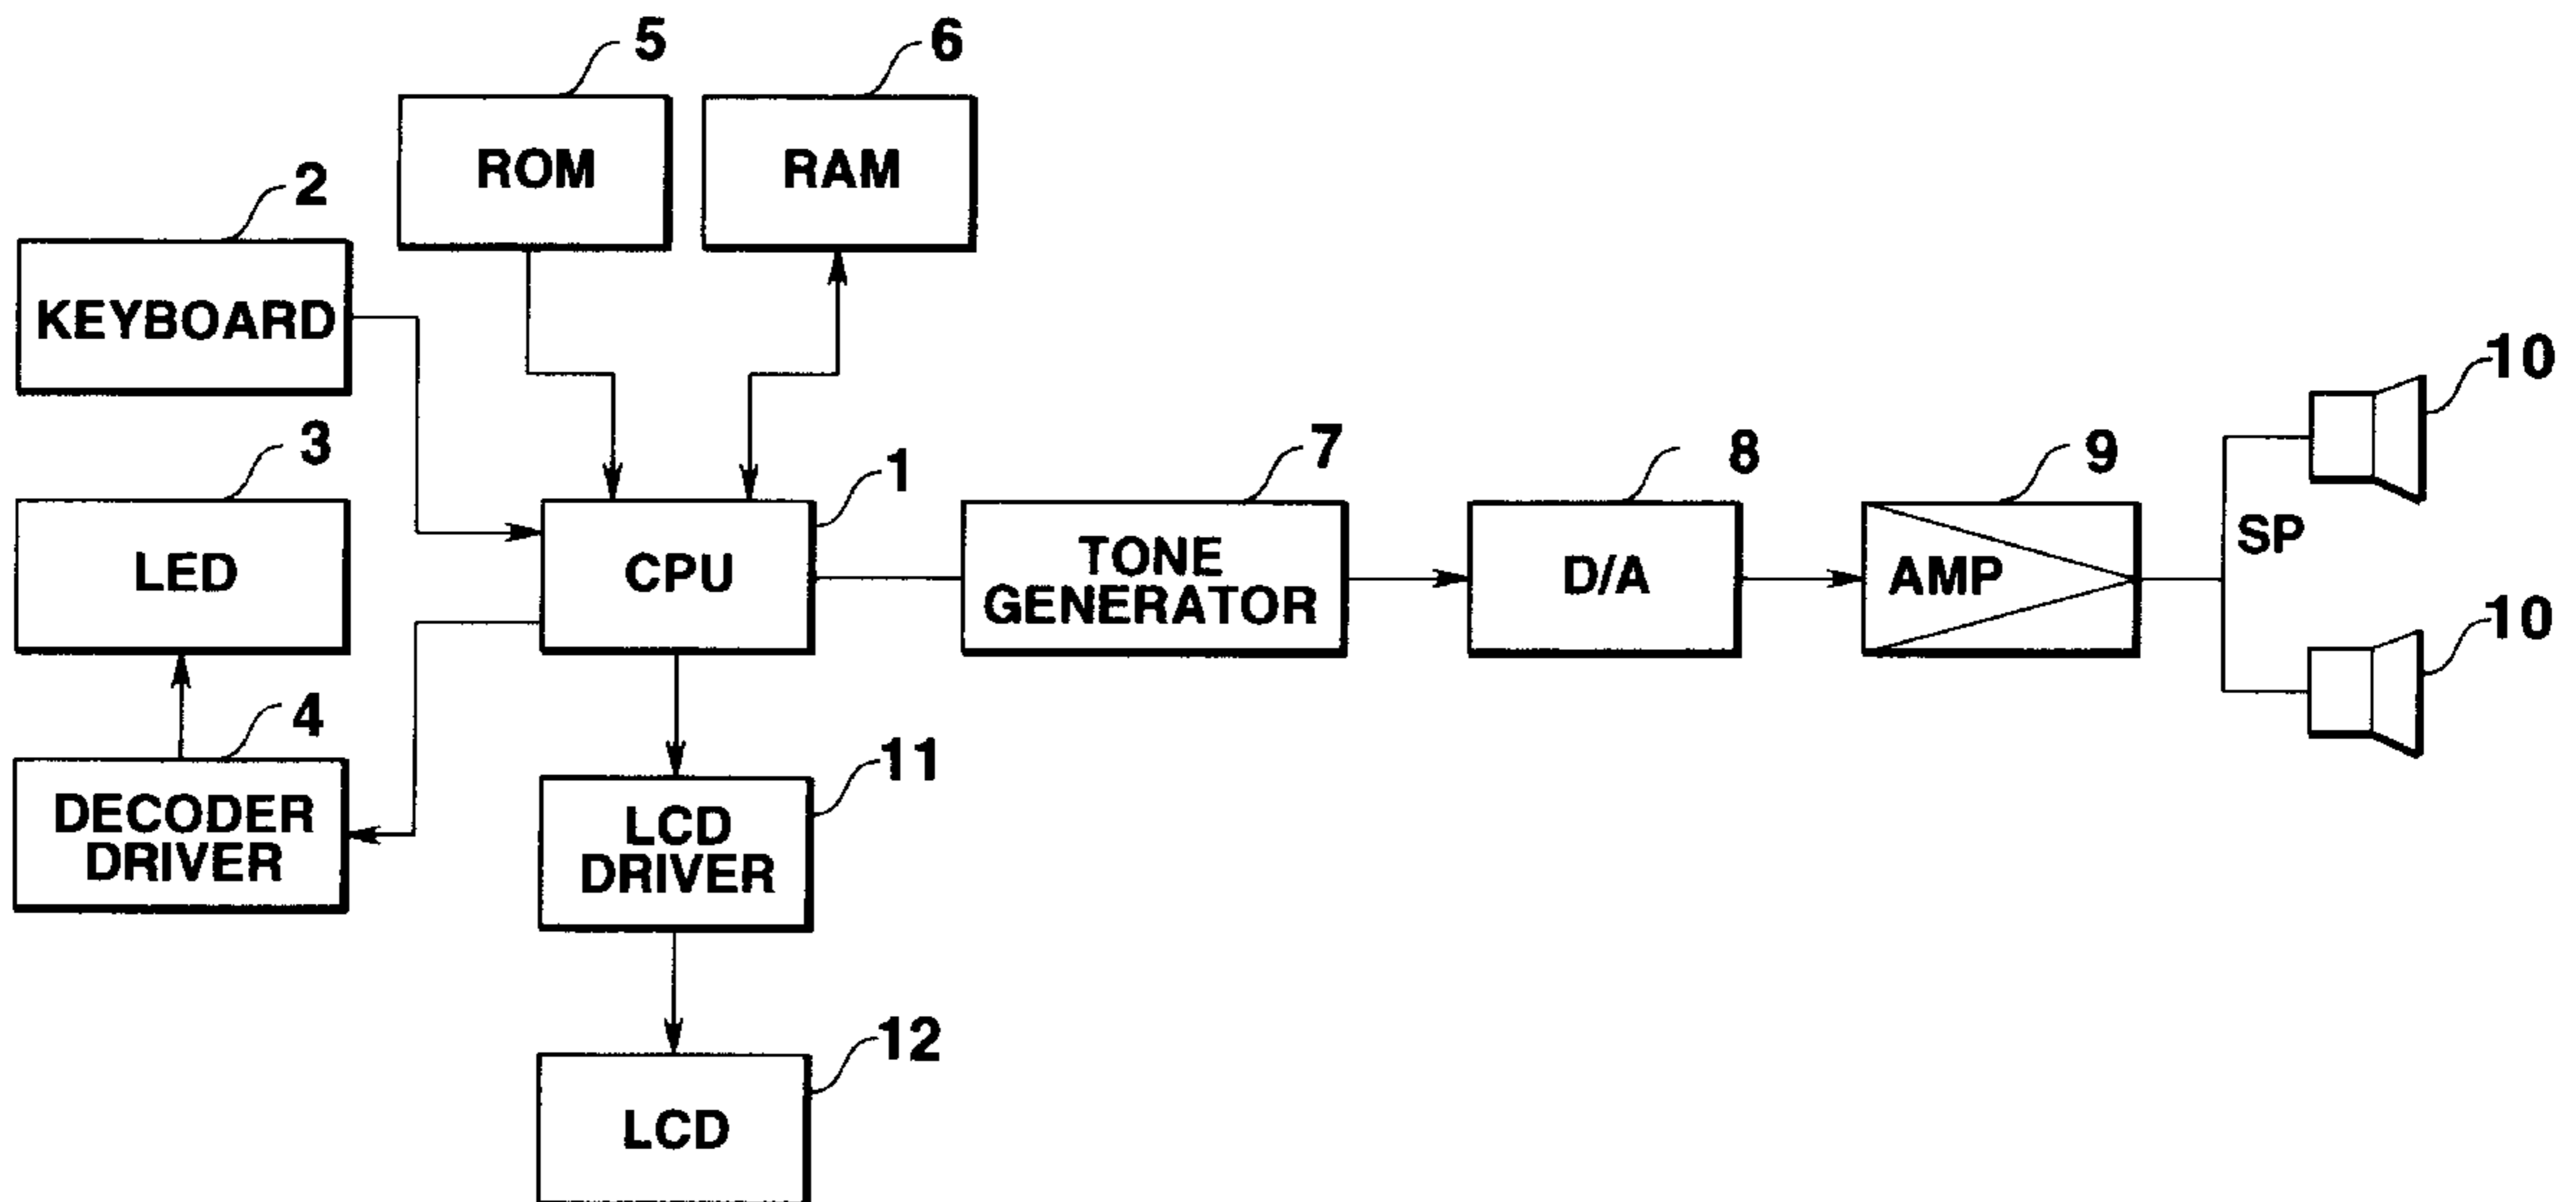 5
6
ROM
RAM
2
KEYBOARD
10
3
1
7
8
9
LED
CPU
TONE
GENERATOR
D/A
AMP
SP
10
4
DECODER
DRIVER
11
LCD
DRIVER
12
LCD